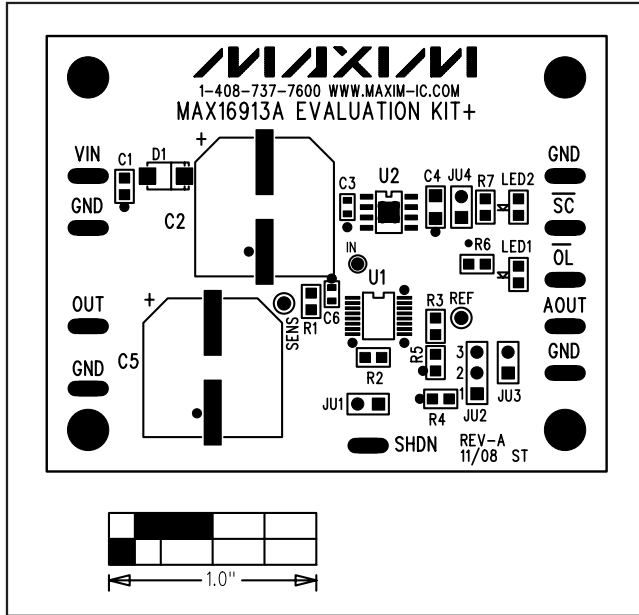 MAXIM
1-408-737-7600 WWW.MAXIM-IC.COM
MAX16913A EVALUATION KIT+
VIN
C1
D1
+
C2
C3
U2
C4
JU4
R7
LED2
GND
GND
SC
IN
R6
LED1
OL
U1
OUT
+
SENS
R1
C6
R3
REF
AOUT
C5
R2
R5
3
2
1
JU2
JU3
GND
GND
JU1
R4
SHDN
REV-A
11/08 ST
1.0"